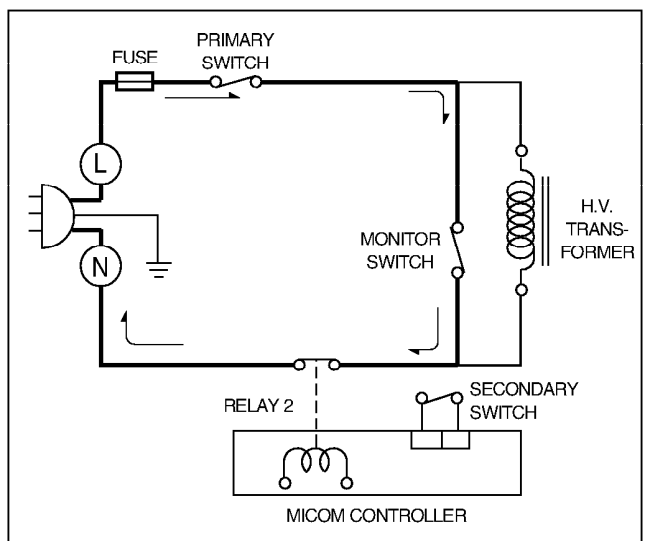 FUSE
PRIMARY
SWITCH
L
N
MONITOR
SWITCH
H.V.
TRANS-
FORMER
RELAY 2
SECONDARY
SWITCH
MICOM CONTROLLER